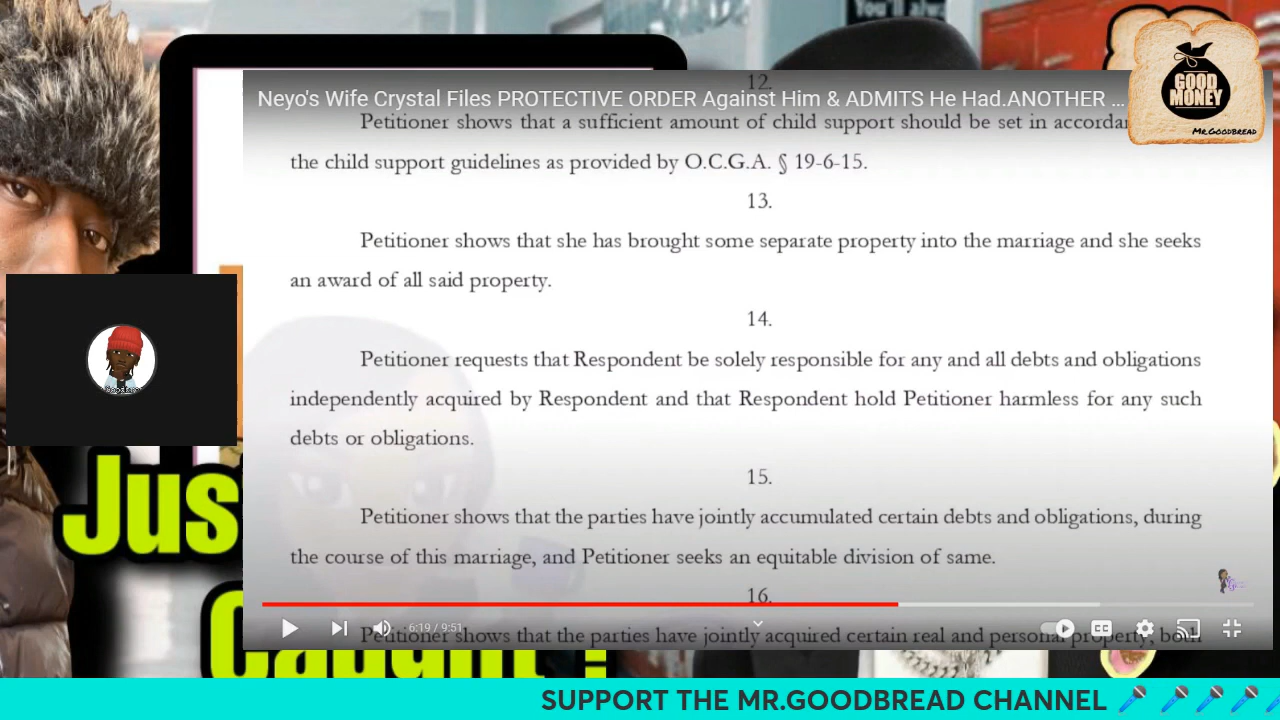 You'll alw
12.
Neyo's Wife Crystal Files PROTECTIVE ORDER Against Him & ADMITS He Had.ANOTHER ...
GOOD
MONEY
Mr.Goodbread
Petitioner shows that a sufficient amount of child support should be set in accordan
the child support guidelines as provided by O.C.G.A. § 19-6-15.
13.
Petitioner shows that she has brought some separate property into the marriage and she seeks
an award of all said property.
14.
Petitioner requests that Respondent be solely responsible for any and all debts and obligations
independently acquired by Respondent and that Respondent hold Petitioner harmless for any such
debts or obligations.
15.
Petitioner shows that the parties have jointly accumulated certain debts and obligations, during
the course of this marriage, and Petitioner seeks an equitable division of same.
16.
Petitioner shows that the parties have jointly acquired certain real and personal property, both
6:19 / 9:51
CC
Jus
Caught !
SUPPORT THE MR.GOODBREAD CHANNEL